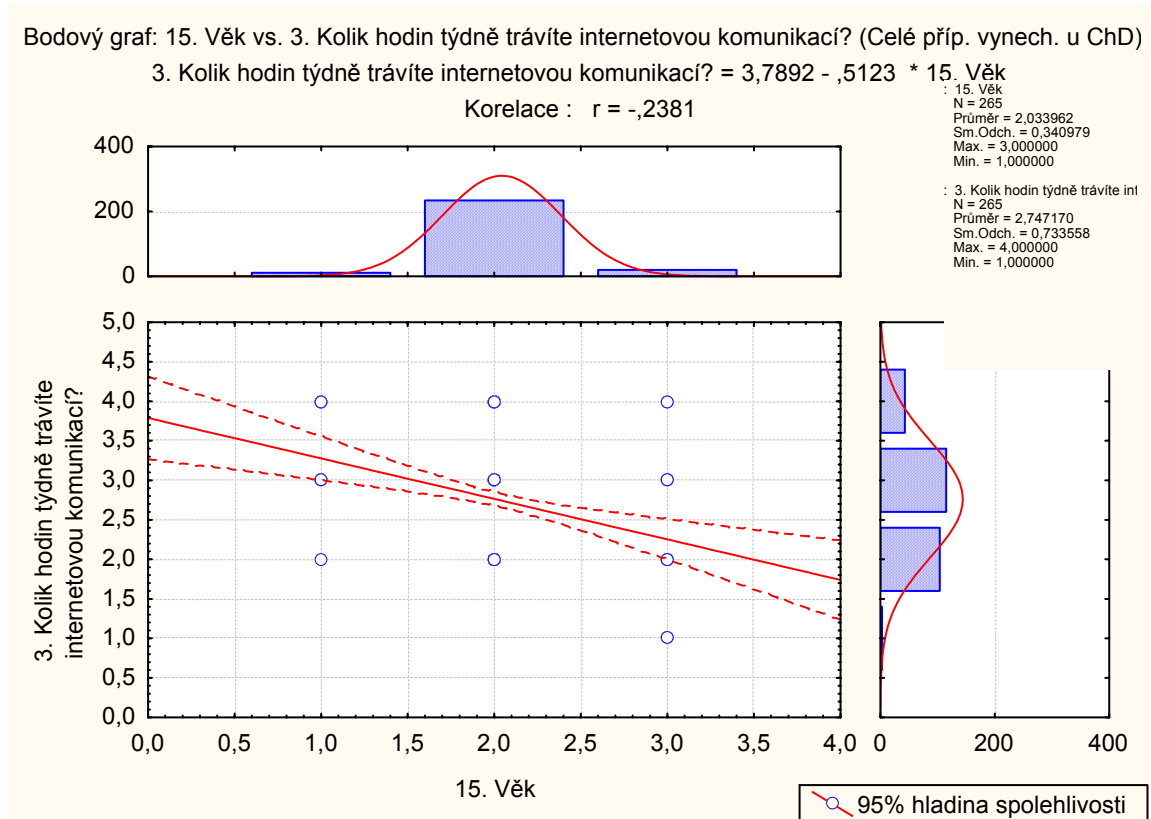 Bodový graf: 15. Věk vs. 3. Kolik hodin týdně trávíte internetovou komunikací? (Celé příp. vynech. u ChD)
3. Kolik hodin týdně trávíte internetovou komunikací? = 3,7892 - ,5123 * 15. Věk
Korelace : r = -,2381
: 15. Věk
N = 265
Průměr = 2,033962
Sm.Odch. = 0,340979
Max. = 3,000000
Min. = 1,000000
: 3. Kolik hodin týdně trávíte int
N = 265
Průměr = 2,747170
Sm.Odch. = 0,733558
Max. = 4,000000
Min. = 1,000000
400
200
0
5,0
4,5
4,0
3,5
3,0
2,5
2,0
1,5
1,0
0,5
0,0
3. Kolik hodin týdně trávíte
internetovou komunikací?
0,0 0,5 1,0 1,5 2,0 2,5 3,0 3,5 4,0
0 200 400
15. Věk
95% hladina spolehlivosti